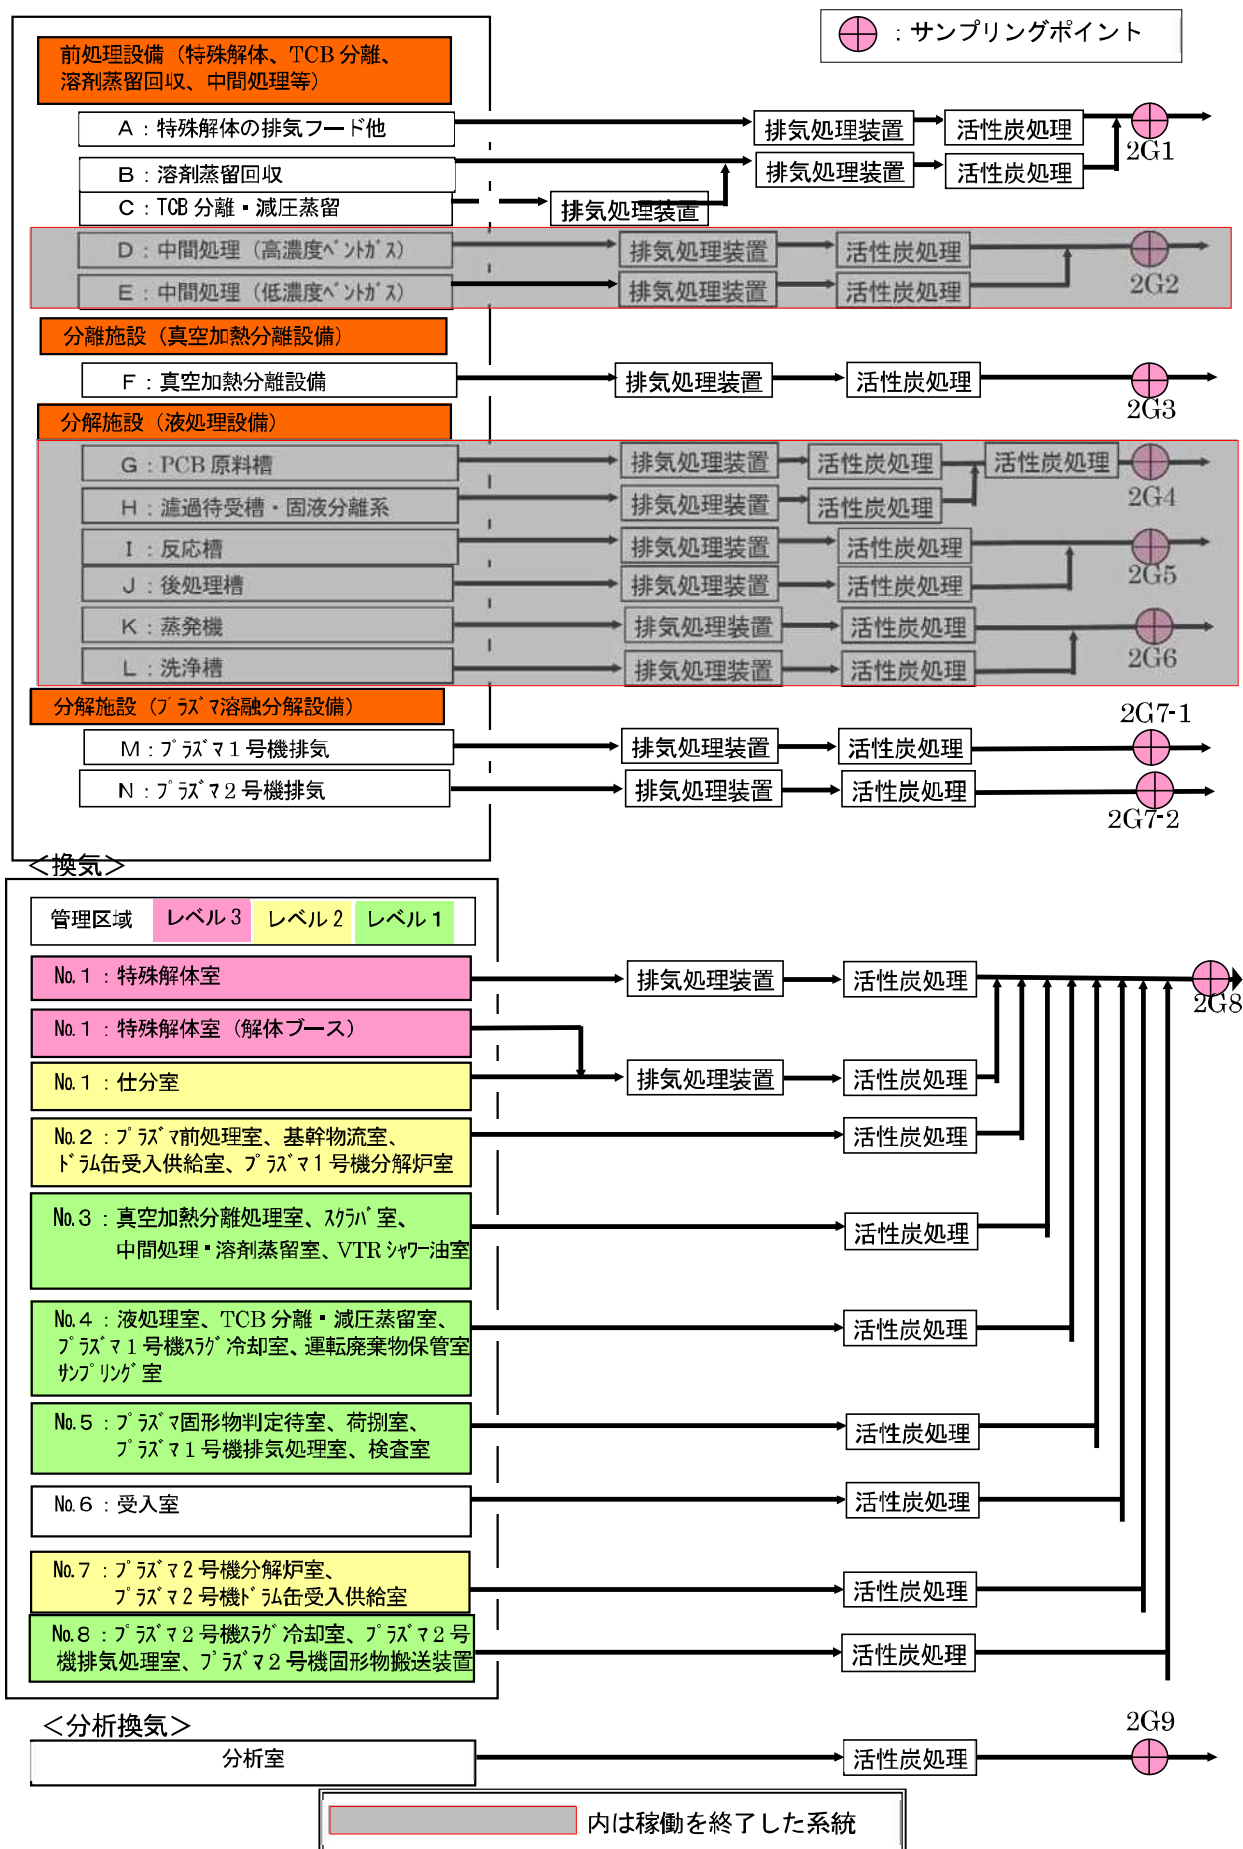 ：サンプリングポイント
前処理設備（特殊解体、TCB 分離、
溶剤蒸留回収、中間処理等）
A：特殊解体の排気フード他
排気処理装置
活性炭処理
2G1
B：溶剤蒸留回収
排気処理装置
活性炭処理
C：TCB 分離・減圧蒸留
排気処理装置
D：中間処理（高濃度ﾍﾞﾝﾄｶﾞｽ）
排気処理装置
活性炭処理
2G2
E：中間処理（低濃度ﾍﾞﾝﾄｶﾞｽ）
排気処理装置
活性炭処理
分離施設（真空加熱分離設備）
F：真空加熱分離設備
排気処理装置
活性炭処理
2G3
分解施設（液処理設備）
G：PCB 原料槽
排気処理装置
活性炭処理
活性炭処理
2G4
H：濾過待受槽・固液分離系
排気処理装置
活性炭処理
I：反応槽
排気処理装置
活性炭処理
2G5
J：後処理槽
排気処理装置
活性炭処理
K：蒸発機
排気処理装置
活性炭処理
2G6
L：洗浄槽
排気処理装置
活性炭処理
分解施設（ﾌﾟﾗｽﾞﾏ溶融分解設備）
2G7-1
M：ﾌﾟﾗｽﾞﾏ1号機排気
排気処理装置
活性炭処理
N：ﾌﾟﾗｽﾞﾏ2号機排気
排気処理装置
活性炭処理
2G7-2
＜換気＞
管理区域 レベル3 レベル2 レベル1
No.1：特殊解体室
排気処理装置
活性炭処理
2G8
No.1：特殊解体室（解体ブース）
No.1：仕分室
排気処理装置
活性炭処理
No.2：ﾌﾟﾗｽﾞﾏ前処理室、基幹物流室、
ﾄﾞﾗﾑ缶受入供給室、ﾌﾟﾗｽﾞﾏ1号機分解炉室
活性炭処理
No.3：真空加熱分離処理室、ｽｸﾗﾊﾞ室、
中間処理・溶剤蒸留室、VTR ｼｬﾜｰ油室
活性炭処理
No.4：液処理室、TCB 分離・減圧蒸留室、
ﾌﾟﾗｽﾞﾏ1号機ｽﾗｸﾞ冷却室、運転廃棄物保管室
ｻﾝﾌﾟﾘﾝｸﾞ室
活性炭処理
No.5：ﾌﾟﾗｽﾞﾏ固形物判定待室、荷捌室、
ﾌﾟﾗｽﾞﾏ1号機排気処理室、検査室
活性炭処理
No.6：受入室
活性炭処理
No.7：ﾌﾟﾗｽﾞﾏ2号機分解炉室、
ﾌﾟﾗｽﾞﾏ2号機ﾄﾞﾗﾑ缶受入供給室
活性炭処理
No.8：ﾌﾟﾗｽﾞﾏ2号機ｽﾗｸﾞ冷却室、ﾌﾟﾗｽﾞﾏ2号
機排気処理室、ﾌﾟﾗｽﾞﾏ2号機固形物搬送装置
活性炭処理
＜分析換気＞
分析室
活性炭処理
2G9
内は稼働を終了した系統